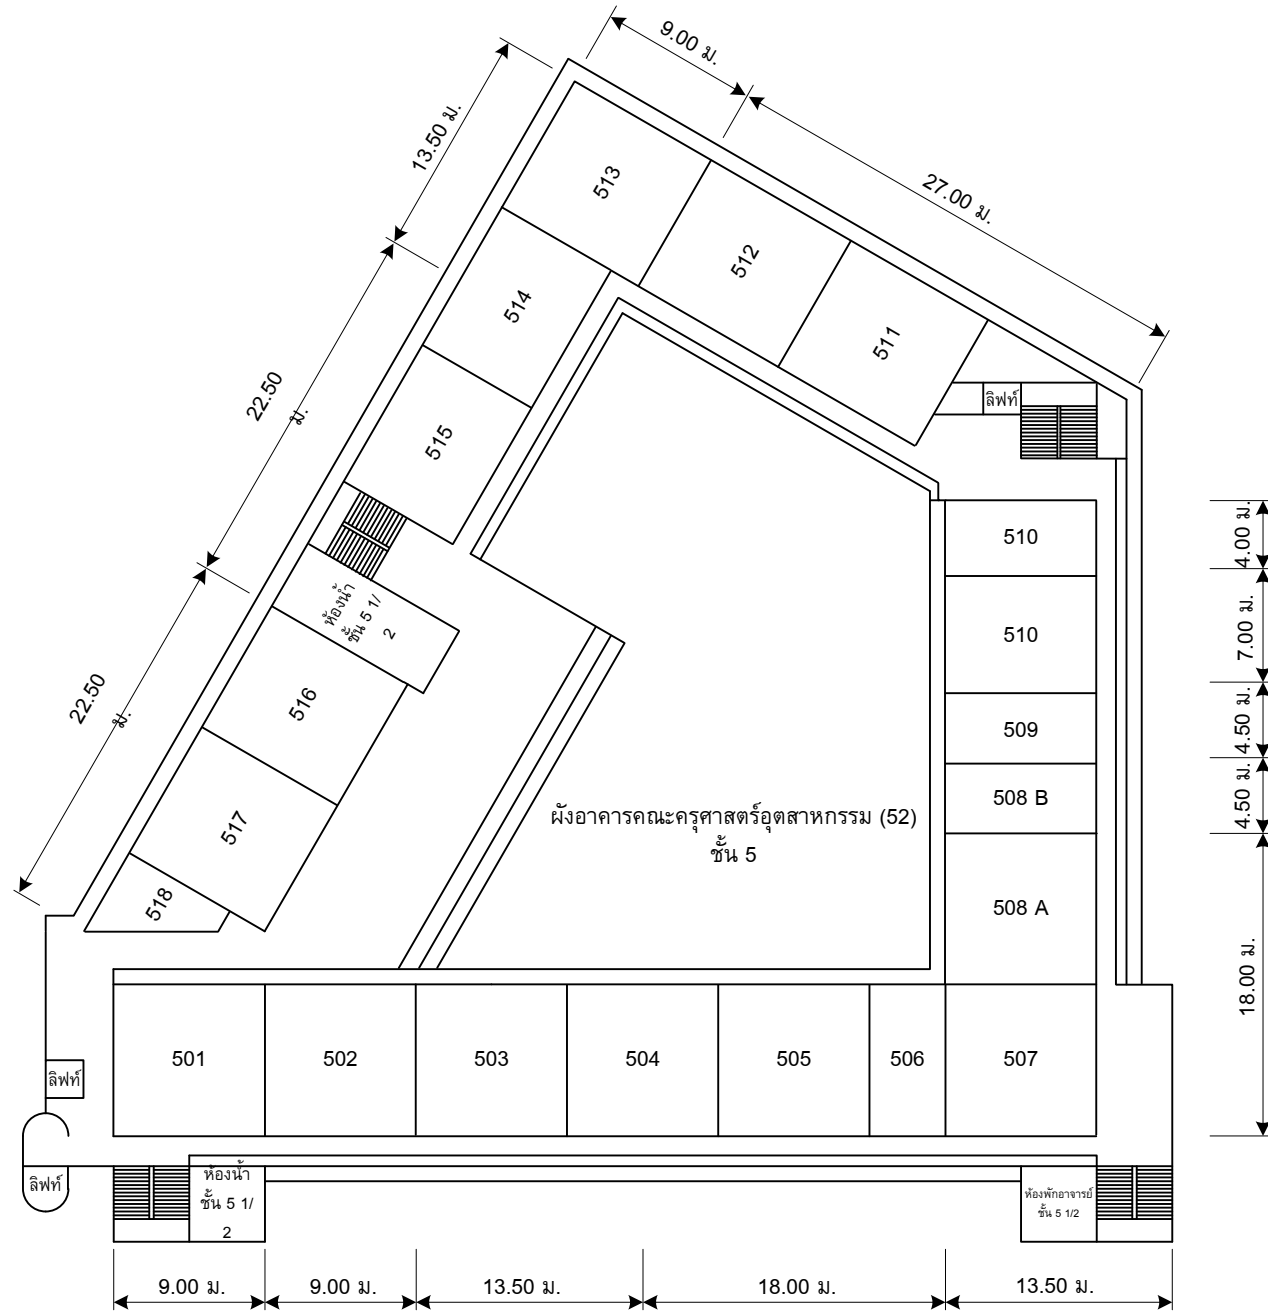 9.00 ม.
13.50 ม.
27.00 ม.
513
512
511
514
515
22.50
ม.
ลิฟท์
510
4.00 ม.
510
7.00 ม.
509
4.50 ม.
508 B
4.50 ม.
508 A
18.00 ม.
ห้องน้ำ
ชั้น 5 1/
2
516
22.50
ม.
517
518
ผังอาคารคณะครุศาสตร์อุตสาหกรรม (52)
ชั้น 5
501
502
503
504
505
506
507
ลิฟท์
ลิฟท์
ห้องน้ำ
ชั้น 5 1/
2
ห้องพักอาจารย์
ชั้น 5 1/2
9.00 ม.
9.00 ม.
13.50 ม.
18.00 ม.
13.50 ม.